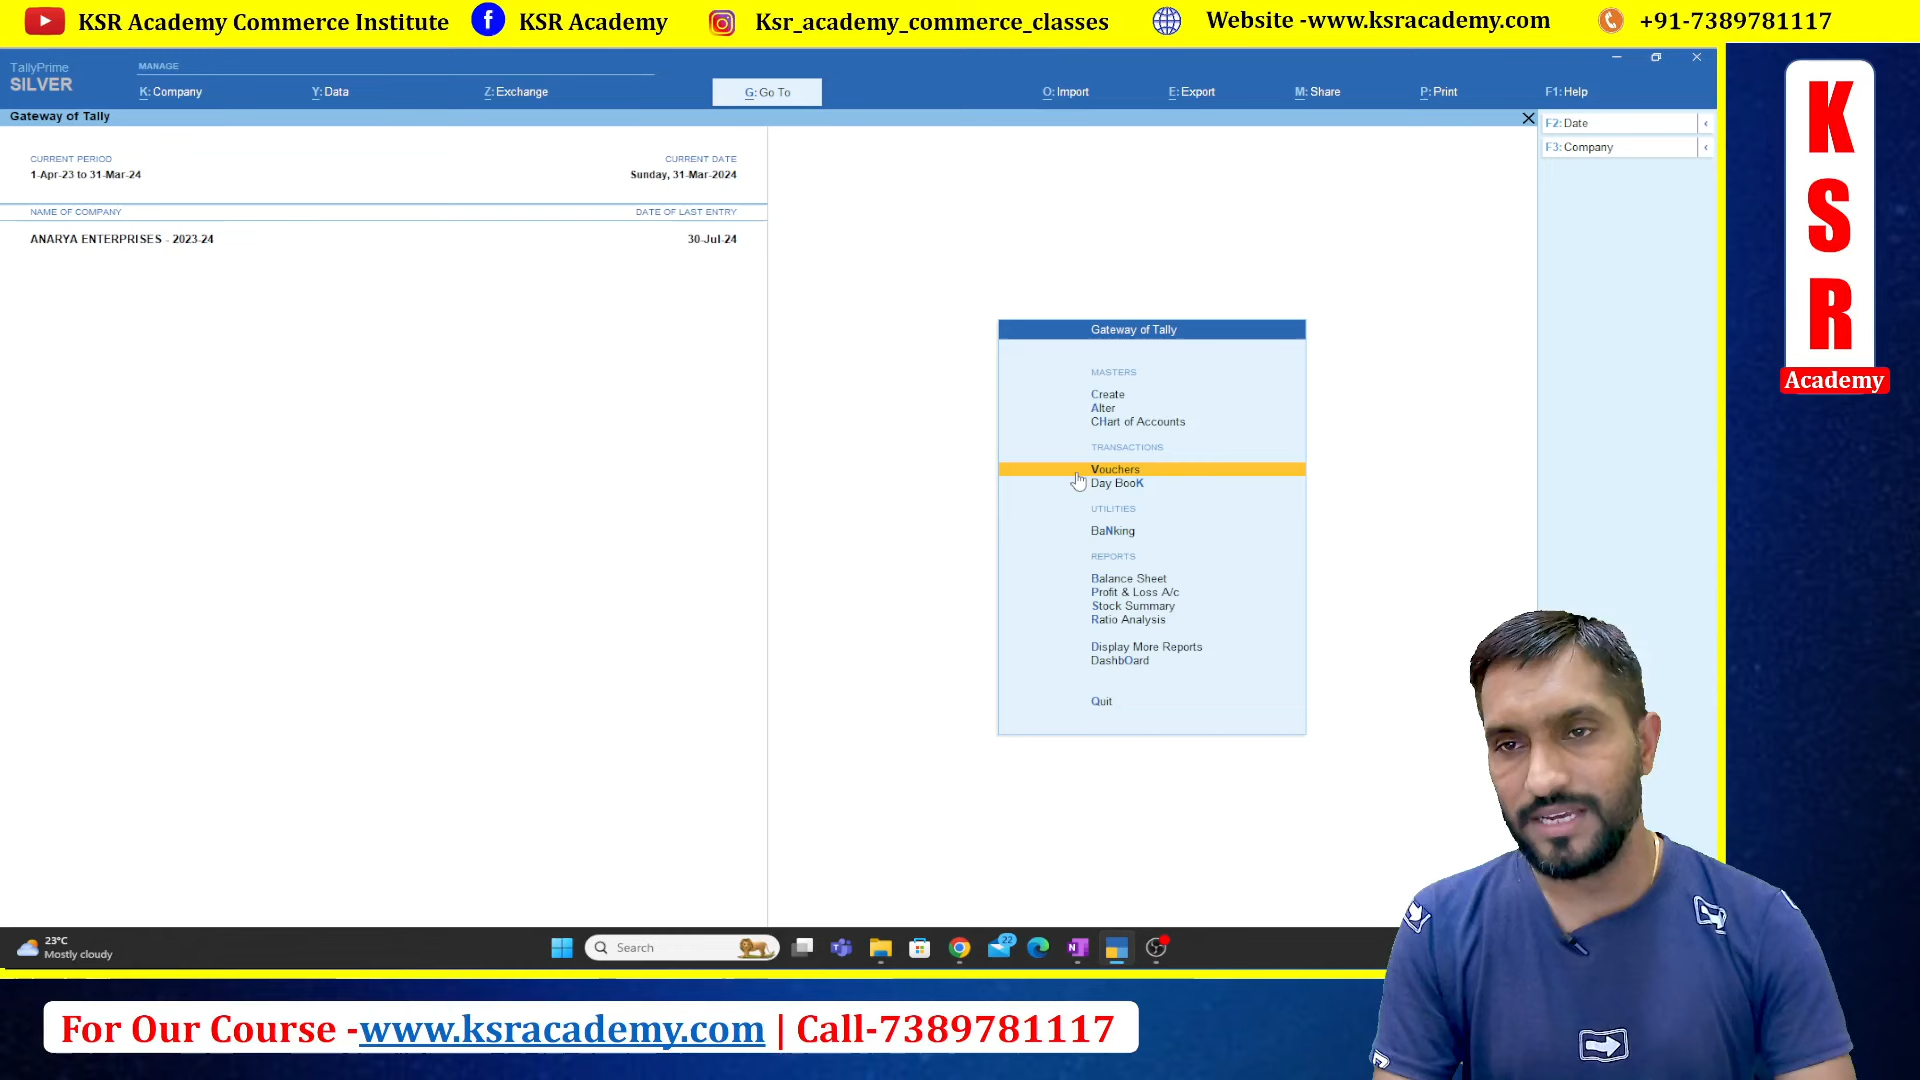 KSR Academy Commerce Institute
KSR Academy
Ksr_academy_commerce_classes
Website -www.ksracademy.com
+91-7389781117
TallyPrime
SILVER
MANAGE
K: Company
Y: Data
Z: Exchange
G: Go To
O: Import
E: Export
M: Share
P: Print
F1: Help
Gateway of Tally
F2: Date
F3: Company
CURRENT PERIOD
1-Apr-23 to 31-Mar-24
CURRENT DATE
Sunday, 31-Mar-2024
NAME OF COMPANY
DATE OF LAST ENTRY
ANARYA ENTERPRISES - 2023-24
30-Jul-24
Gateway of Tally
MASTERS
Create
Alter
CHart of Accounts
TRANSACTIONS
Vouchers
Day BooK
UTILITIES
BaNking
REPORTS
Balance Sheet
Profit & Loss A/c
Stock Summary
Ratio Analysis
Display More Reports
DashbOard
Quit
K
S
R
Academy
23°C
Mostly cloudy
Search
22
For Our Course -www.ksracademy.com | Call-7389781117